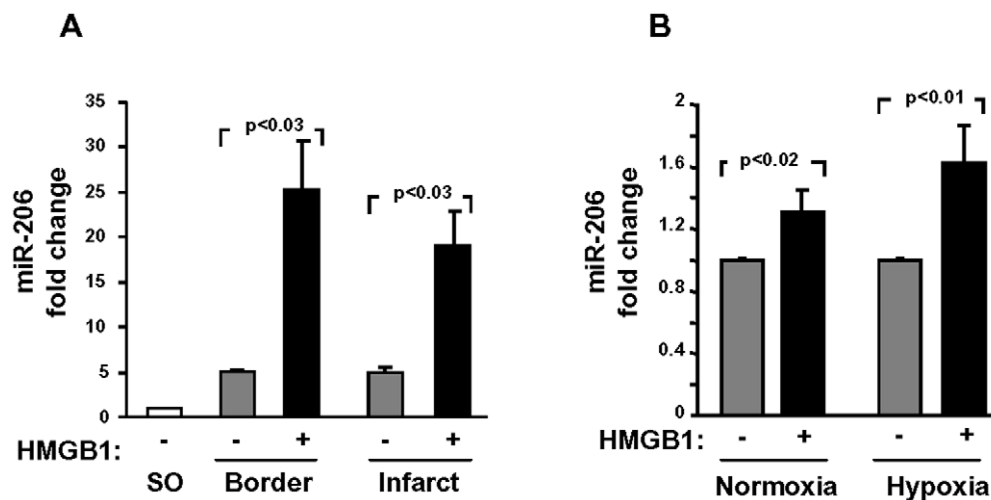 A
miR-206
fold change
35
30
25
20
15
10
5
0
p<0.03
p<0.03
HMGB1: - - + - +
SO Border Infarct
B
miR-206
fold change
2
1.6
1.2
0.8
0.4
0
p<0.02
p<0.01
HMGB1: - + - +
Normoxia Hypoxia